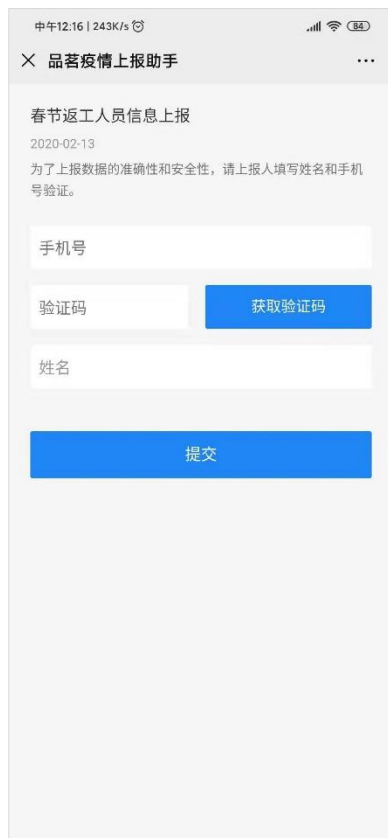 中午12:16 | 243K/s
84
品茗疫情上报助手
春节返工人员信息上报
2020-02-13
为了上报数据的准确性和安全性，请上报人填写姓名和手机
号验证。
手机号
验证码
获取验证码
姓名
提交